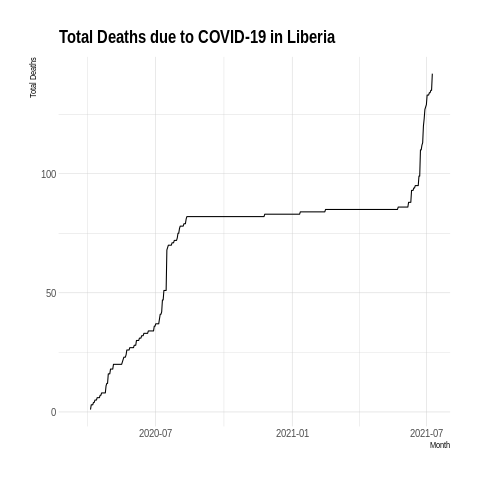 Total Deaths due to COVID-19 in Liberia
Total Deaths
100
50
0
2020-07 2021-01 2021-07
Month